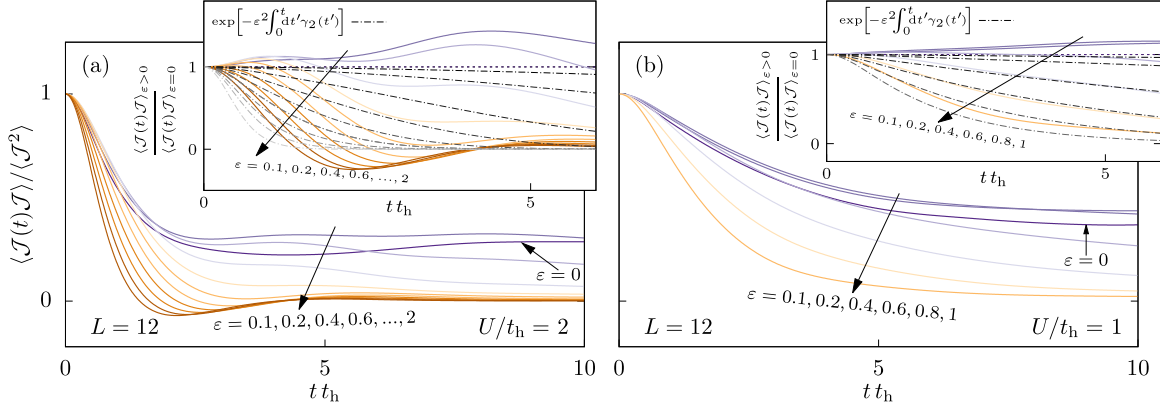 exp[−ε²∫₀ᵗdt′γ₂(t′)]
(a)
⟨𝒥(t)𝒥⟩ε>0
⟨𝒥(t)𝒥⟩ε=0
1
0
ε = 0.1, 0.2, 0.4, 0.6, ..., 2
0
5
t tₕ
⟨𝒥(t)𝒥⟩/⟨𝒥²⟩
1
0
ε = 0
L = 12
ε = 0.1, 0.2, 0.4, 0.6, ..., 2
U/tₕ = 2
0
5
10
t tₕ
exp[−ε²∫₀ᵗdt′γ₂(t′)]
(b)
⟨𝒥(t)𝒥⟩ε>0
⟨𝒥(t)𝒥⟩ε=0
1
0
ε = 0.1, 0.2, 0.4, 0.6, 0.8, 1
0
5
t tₕ
ε = 0
L = 12
ε = 0.1, 0.2, 0.4, 0.6, 0.8, 1
U/tₕ = 1
0
5
10
t tₕ